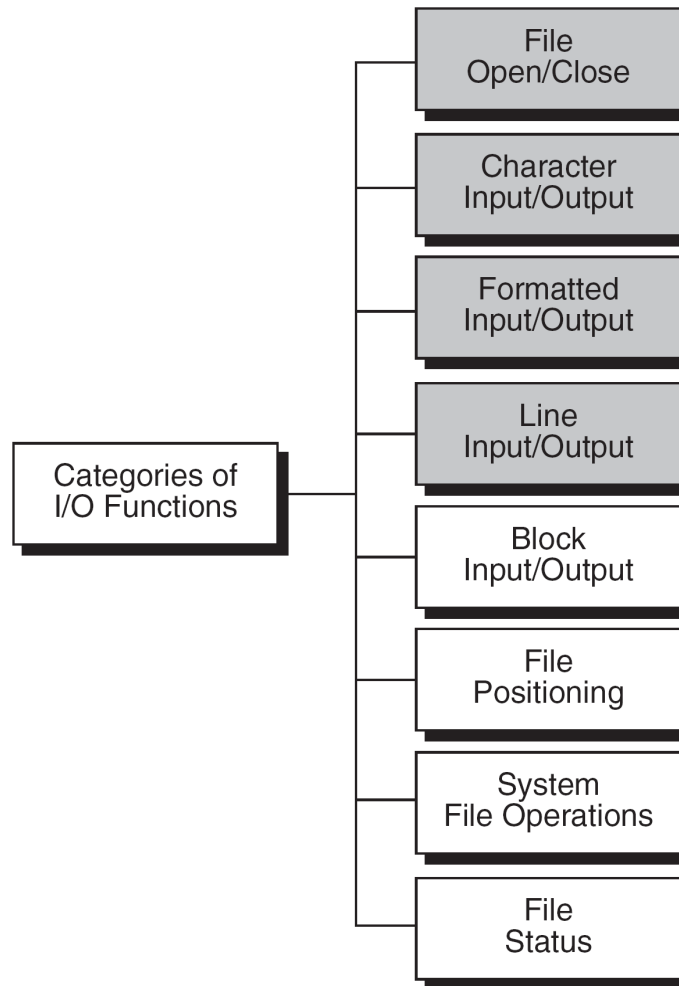 File
Open/Close
Character
Input/Output
Formatted
Input/Output
Line
Input/Output
Categories of
I/O Functions
Block
Input/Output
File
Positioning
System
File Operations
File
Status